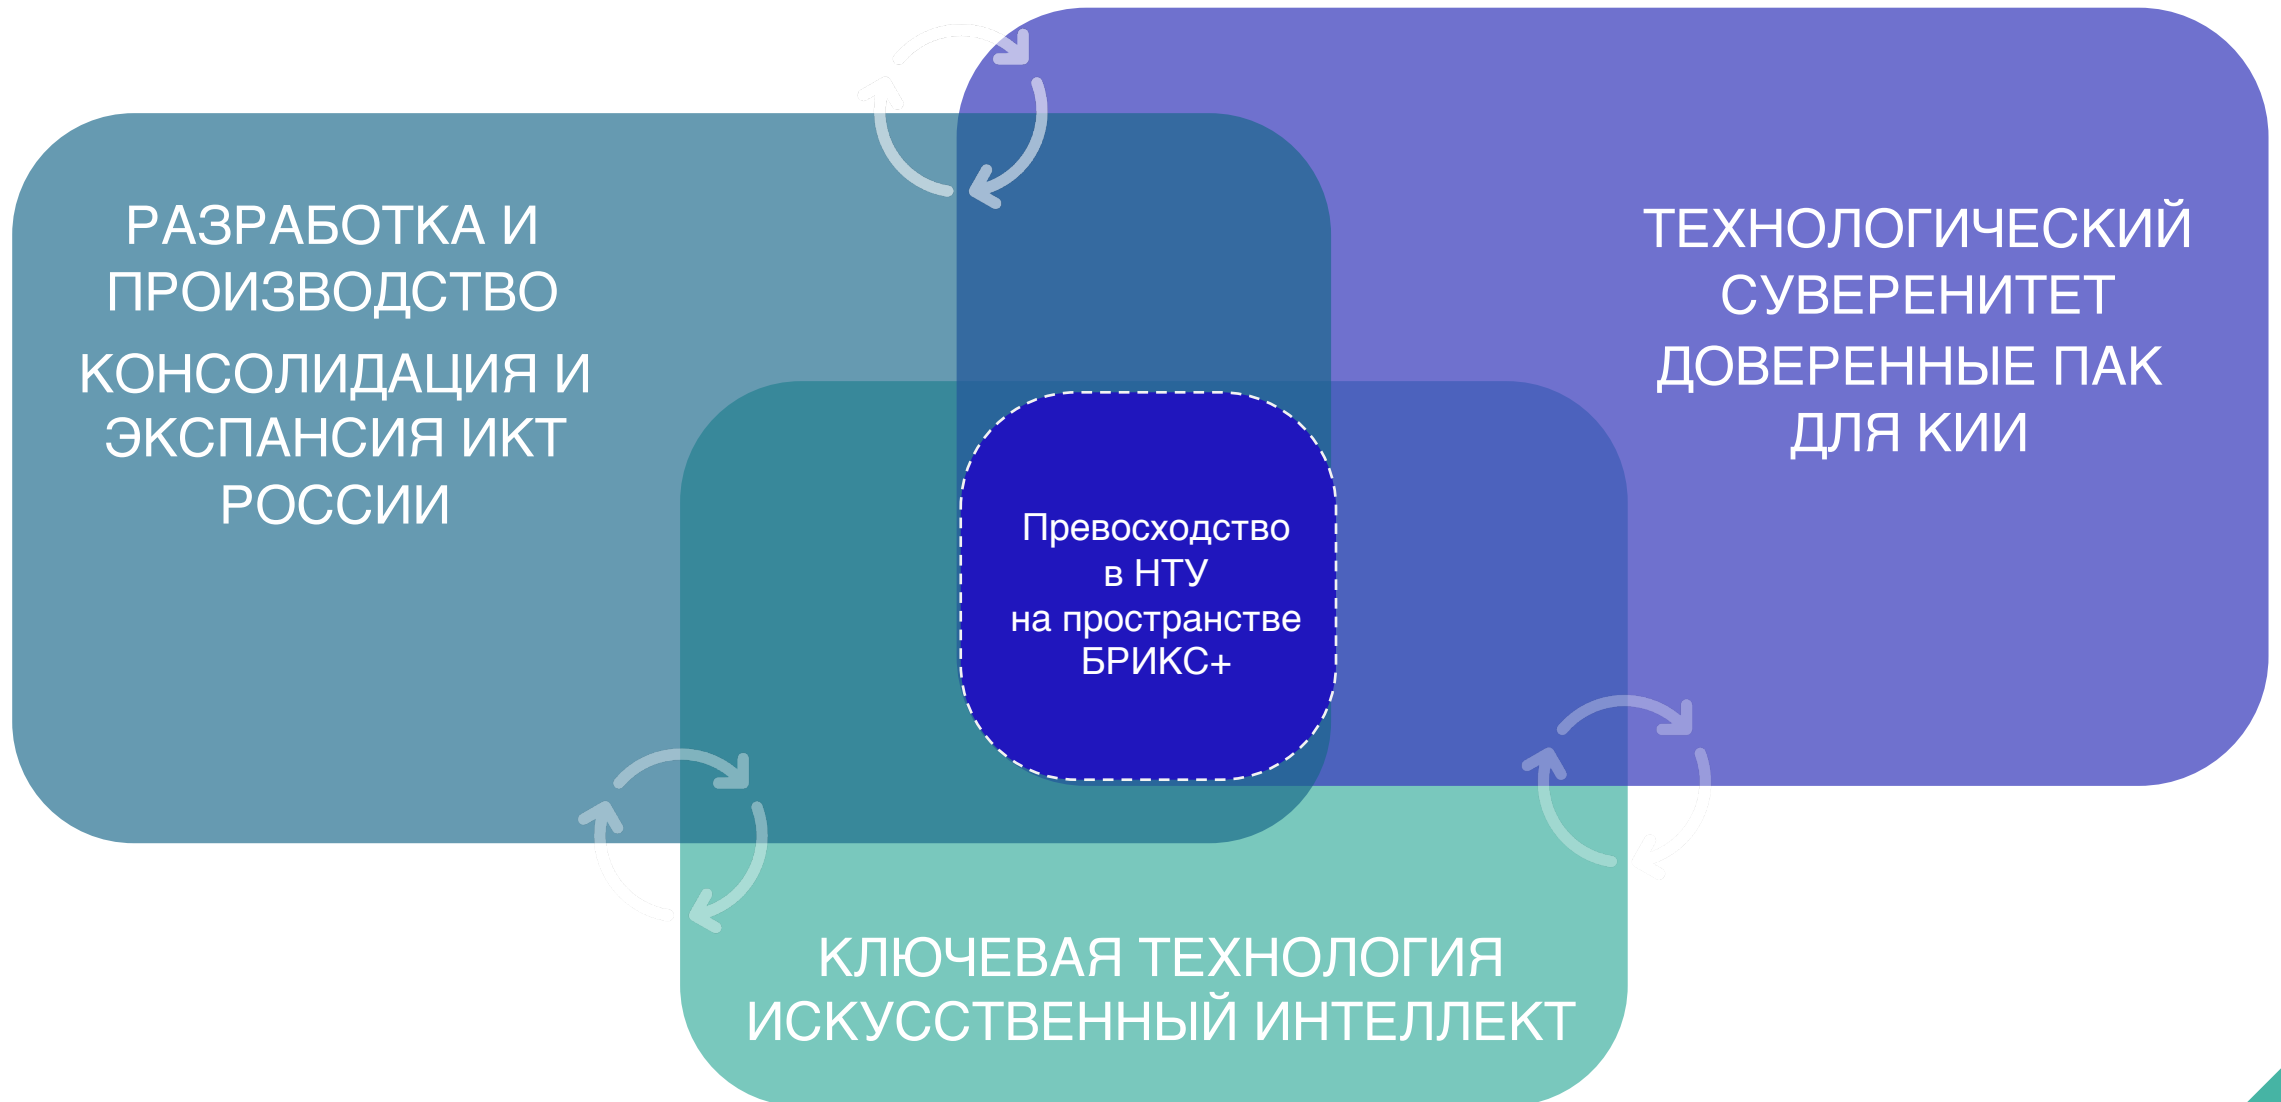 РАЗРАБОТКА И
ПРОИЗВОДСТВО
КОНСОЛИДАЦИЯ И
ЭКСПАНСИЯ ИКТ
РОССИИ
ТЕХНОЛОГИЧЕСКИЙ
СУВЕРЕНИТЕТ
ДОВЕРЕННЫЕ ПАК
ДЛЯ КИИ
Превосходство
в НТУ
на пространстве
БРИКС+
КЛЮЧЕВАЯ ТЕХНОЛОГИЯ
ИСКУССТВЕННЫЙ ИНТЕЛЛЕКТ